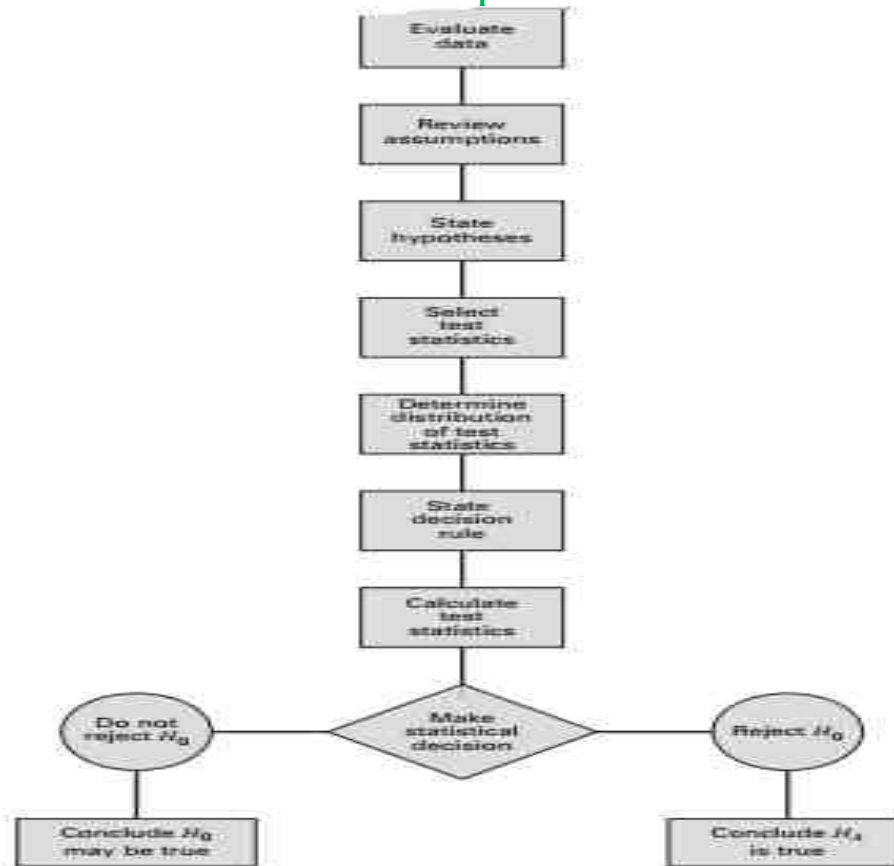 Evaluate
data
Review
assumptions
State
hypotheses
Select
test
statistics
Determine
distribution
of test
statistics
State
decision
rule
Calculate
test
statistics
Do not
reject H₀
Make
statistical
decision
Reject H₀
Conclude H₀
may be true
Conclude H_A
is true